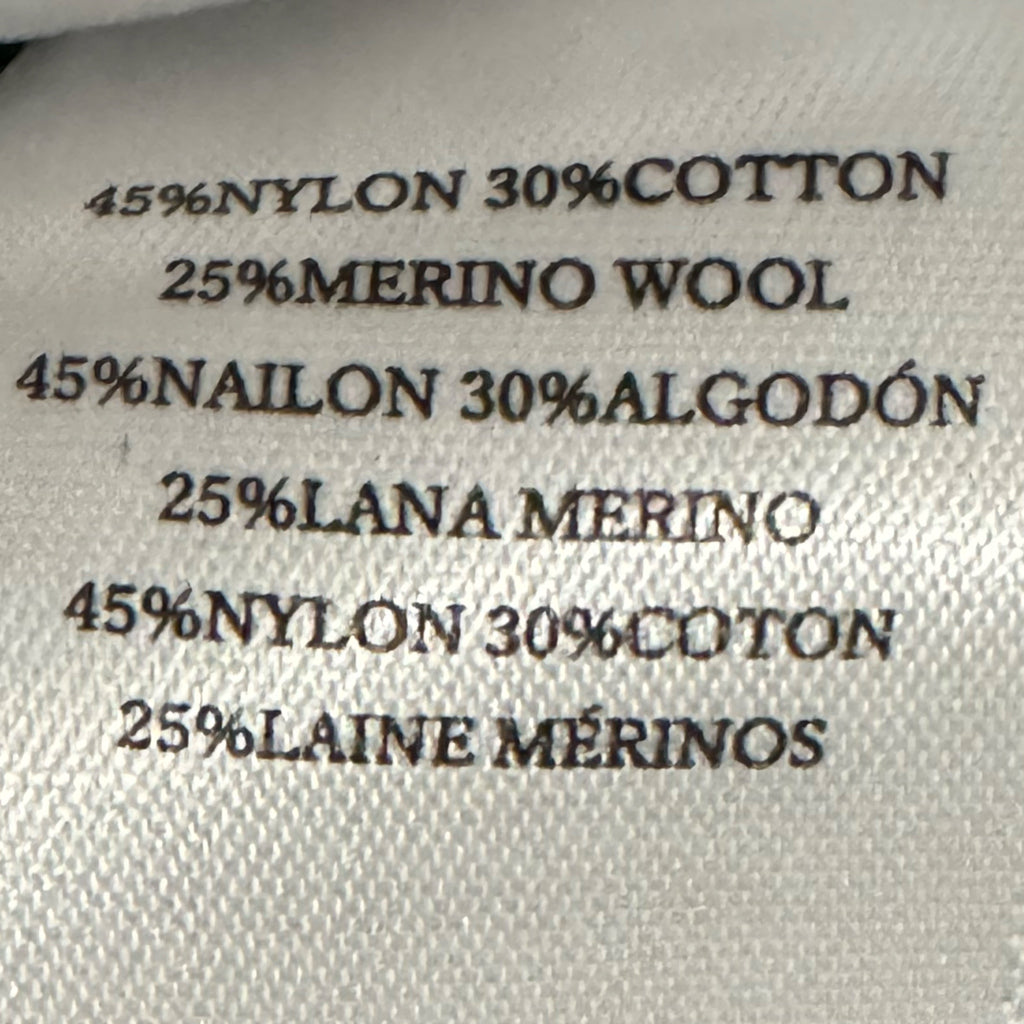 45%NYLON 30%COTTON
25%MERINO WOOL
45%NAILON 30%ALGODÓN
25%LANA MERINO
45%NYLON 30%COTON
25%LAINE MÉRINOS